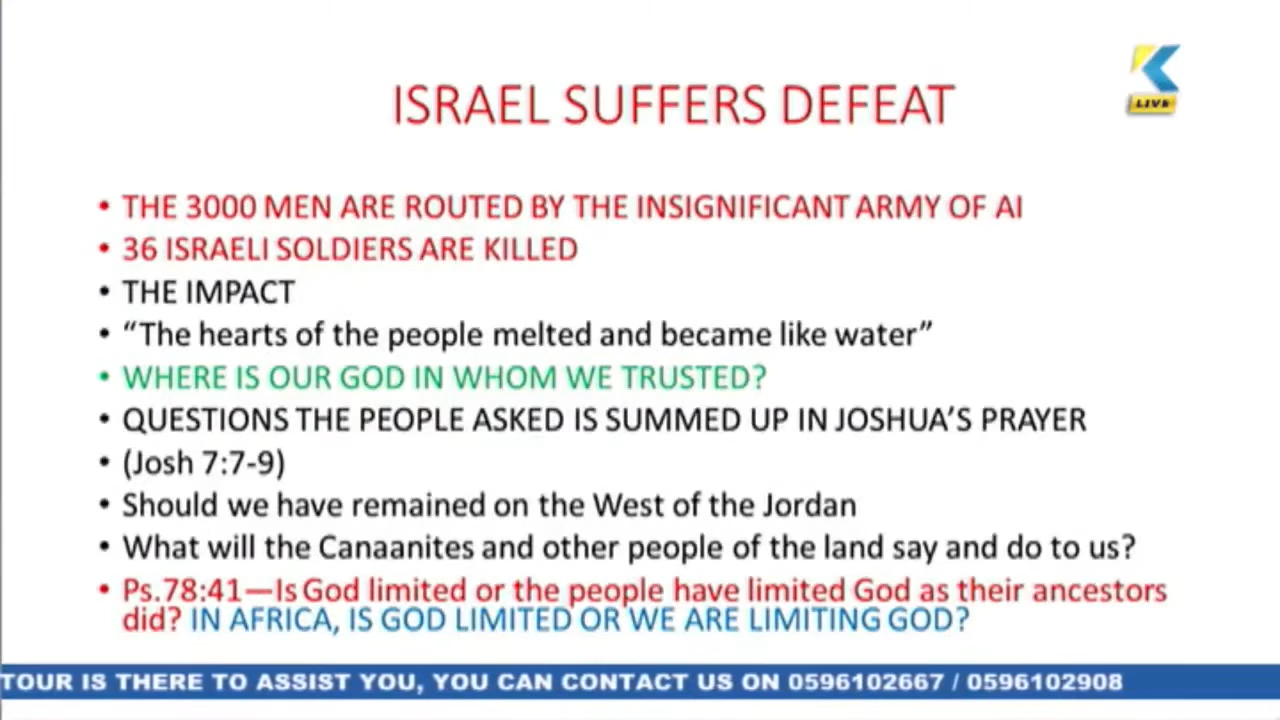 LIVE
ISRAEL SUFFERS DEFEAT
• THE 3000 MEN ARE ROUTED BY THE INSIGNIFICANT ARMY OF AI
• 36 ISRAELI SOLDIERS ARE KILLED
• THE IMPACT
• “The hearts of the people melted and became like water”
• WHERE IS OUR GOD IN WHOM WE TRUSTED?
• QUESTIONS THE PEOPLE ASKED IS SUMMED UP IN JOSHUA’S PRAYER
• (Josh 7:7-9)
• Should we have remained on the West of the Jordan
• What will the Canaanites and other people of the land say and do to us?
• Ps.78:41—Is God limited or the people have limited God as their ancestors
did? IN AFRICA, IS GOD LIMITED OR WE ARE LIMITING GOD?
TOUR IS THERE TO ASSIST YOU, YOU CAN CONTACT US ON 0596102667 / 0596102908